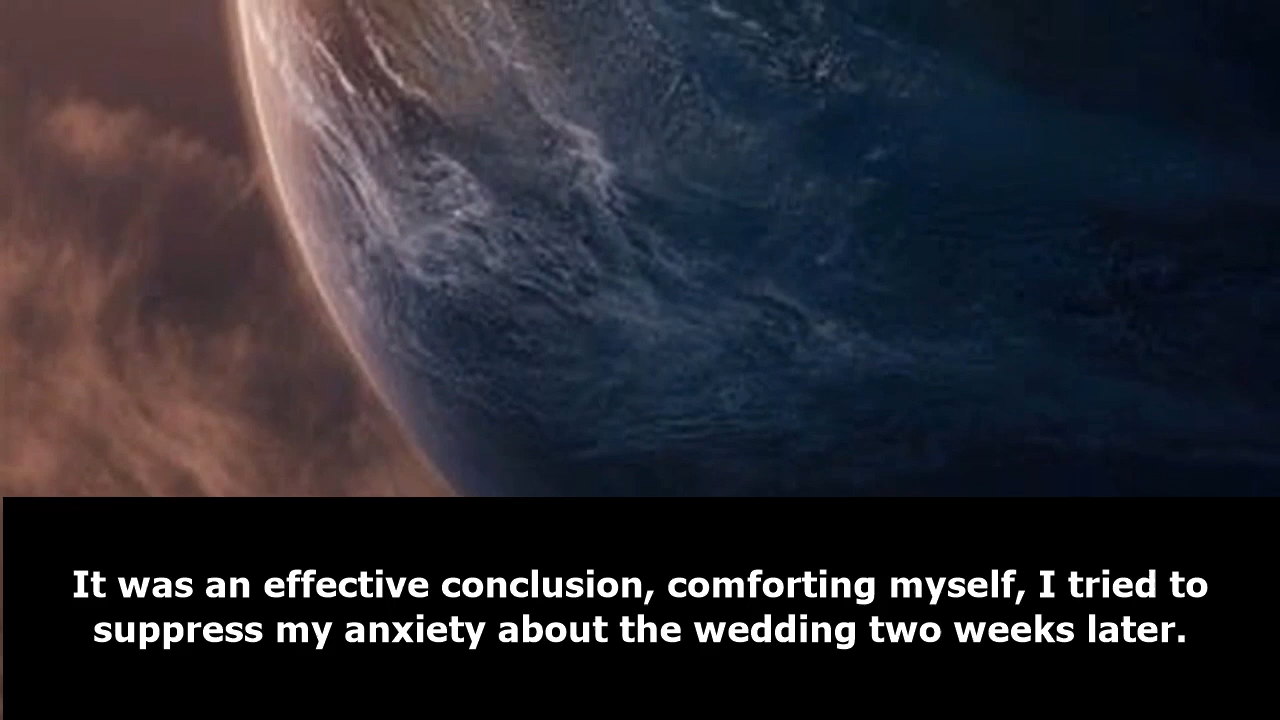 It was an effective conclusion, comforting myself, I tried to
suppress my anxiety about the wedding two weeks later.